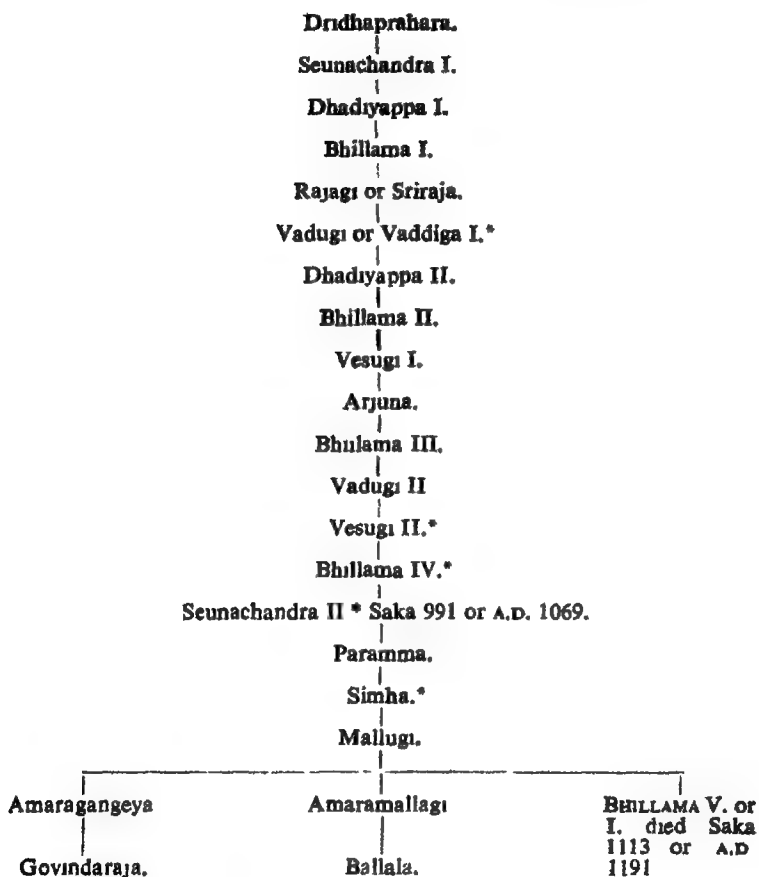 Dridhaprahara.
Seunachandra I.
Dhadiyappa I.
Bhillama I.
Rajagi or Sriraja.
Vadugi or Vaddiga I.*
Dhadiyappa II.
Bhillama II.
Vesugi I.
Arjuna.
Bhillama III.
Vadugi II
Vesugi II.*
Bhillama IV.*
Seunachandra II * Saka 991 or A.D. 1069.
Paramma.
Simha.*
Mallugi.
Amaragangeya Amaramallagi BHILLAMA V. or
I. died Saka
1113 or A.D
1191
Govindaraja. Ballala.